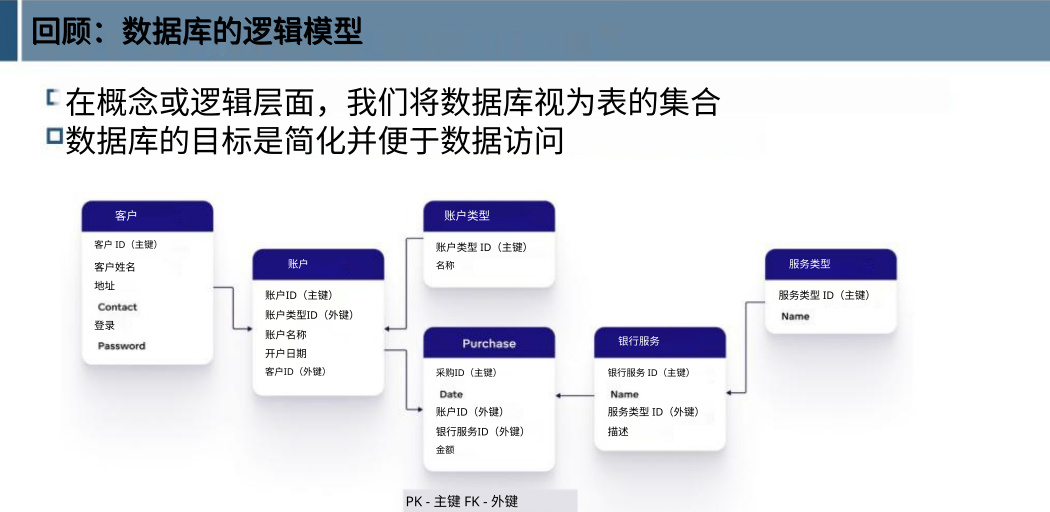 回顾：数据库的逻辑模型
在概念或逻辑层面，我们将数据库视为表的集合
数据库的目标是简化并便于数据访问
客户
客户 ID（主键）
客户姓名
地址
Contact
登录
Password
账户
账户ID（主键）
账户类型ID（外键）
账户名称
开户日期
客户ID（外键）
账户类型
账户类型 ID（主键）
名称
Purchase
采购ID（主键）
Date
账户ID（外键）
银行服务ID（外键）
金额
银行服务
银行服务 ID（主键）
Name
服务类型 ID（外键）
描述
服务类型
服务类型 ID（主键）
Name
PK - 主键 FK - 外键